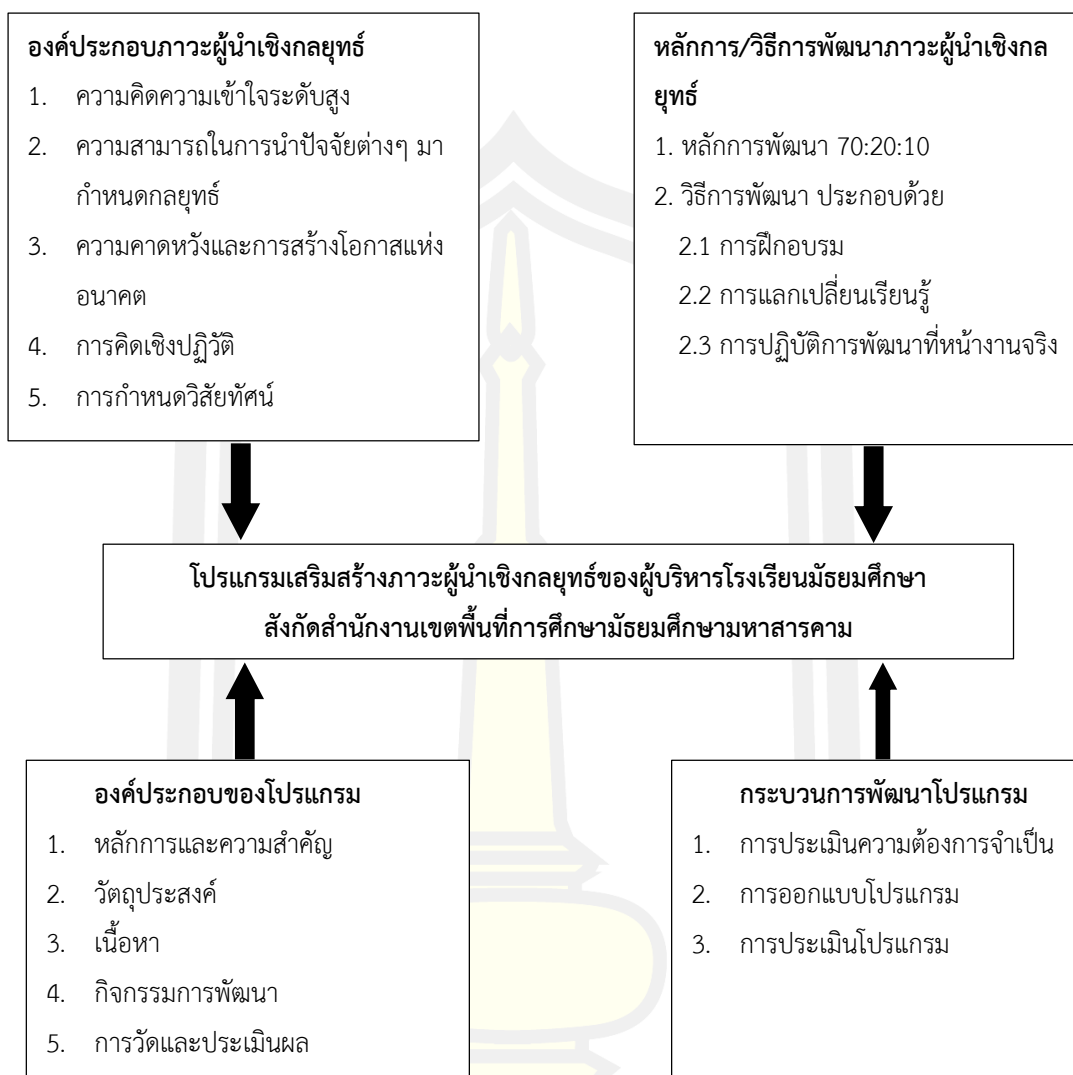 องค์ประกอบภาวะผู้นำเชิงกลยุทธ์
1. ความคิดความเข้าใจระดับสูง
2. ความสามารถในการนำปัจจัยต่างๆ มา
กำหนดกลยุทธ์
3. ความคาดหวังและการสร้างโอกาสแห่ง
อนาคต
4. การคิดเชิงปฏิวัติ
5. การกำหนดวิสัยทัศน์
หลักการ/วิธีการพัฒนาภาวะผู้นำเชิงกล
ยุทธ์
1. หลักการพัฒนา 70:20:10
2. วิธีการพัฒนา ประกอบด้วย
2.1 การฝึกอบรม
2.2 การแลกเปลี่ยนเรียนรู้
2.3 การปฏิบัติการพัฒนาที่หน้างานจริง
โปรแกรมเสริมสร้างภาวะผู้นำเชิงกลยุทธ์ของผู้บริหารโรงเรียนมัธยมศึกษา
สังกัดสำนักงานเขตพื้นที่การศึกษามัธยมศึกษามหาสารคาม
องค์ประกอบของโปรแกรม
1. หลักการและความสำคัญ
2. วัตถุประสงค์
3. เนื้อหา
4. กิจกรรมการพัฒนา
5. การวัดและประเมินผล
กระบวนการพัฒนาโปรแกรม
1. การประเมินความต้องการจำเป็น
2. การออกแบบโปรแกรม
3. การประเมินโปรแกรม